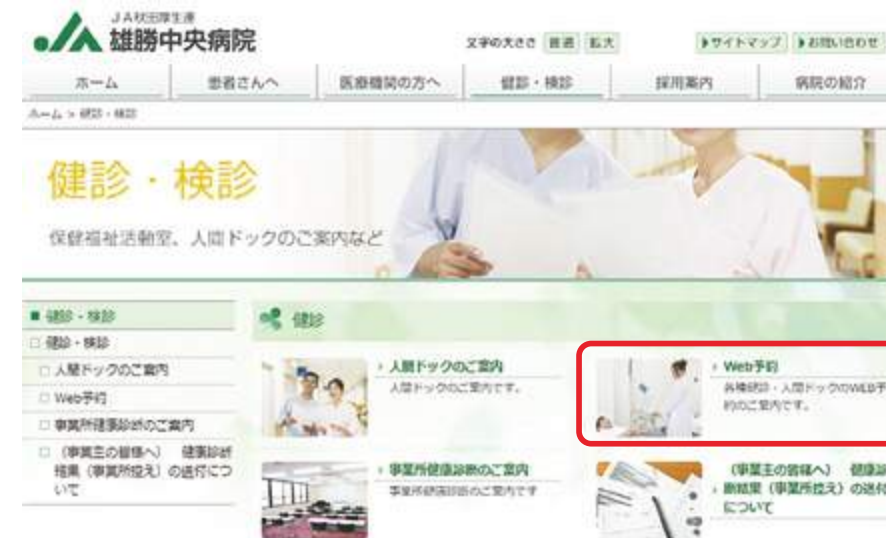 JA秋田厚生連
雄勝中央病院
文字の大きさ 普通 拡大
サイトマップ お問い合わせ
ホーム 患者さんへ 医療機関の方へ 健診・検診 採用案内 病院の紹介
ホーム > 健診・検診
健診・検診
保健福祉活動室、人間ドックのご案内など
健診・検診
健診・検診
人間ドックのご案内
Web予約
事業所健康診断のご案内
(事業主の皆様へ) 健康診断
結果(事業所控え)の送付につ
いて
健診
人間ドックのご案内
人間ドックのご案内です。
Web予約
各種健診・人間ドックのWEB予
約のご案内です。
事業所健康診断のご案内
事業所健康診断のご案内です
(事業主の皆様へ) 健康診
断結果(事業所控え)の送付
について